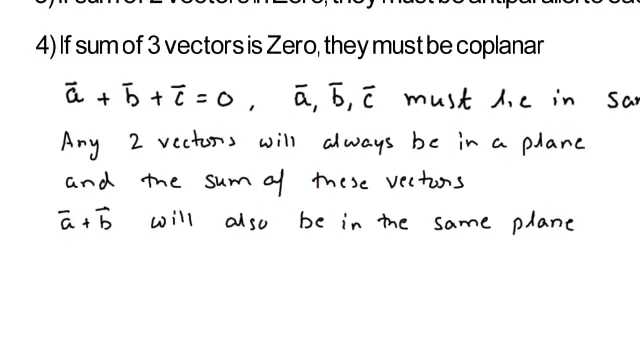 4) If sum of 3 vectors is Zero, they must be coplanar
a̅ + b̅ + c̅ = 0 , a̅, b̅, c̅ must lie in
Any 2 vectors will always be in a plane
and the sum of these vectors
a̅ + b̅ will also be in the same plane